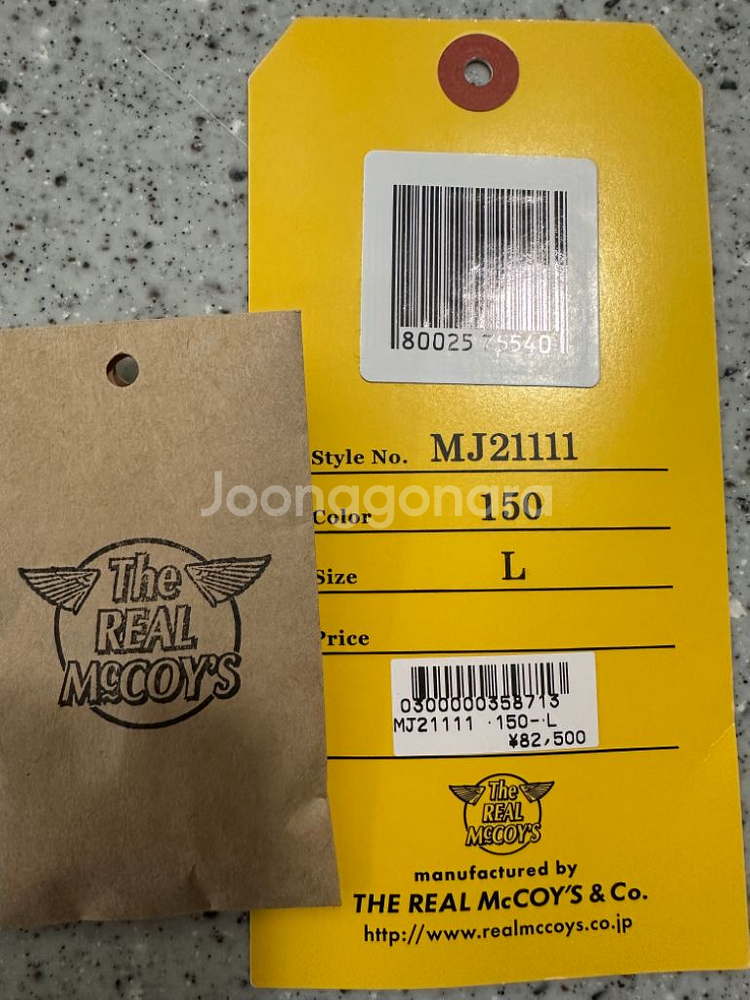 80025 75540
Style No. MJ21111
Color 150
Size L
Price
0300000358713
MJ21111 ·150-·L
¥82,500
The
REAL
McCOY'S
manufactured by
THE REAL McCOY'S & Co.
http://www.realmccoys.co.jp
The
REAL
McCOY'S
Joonggonara